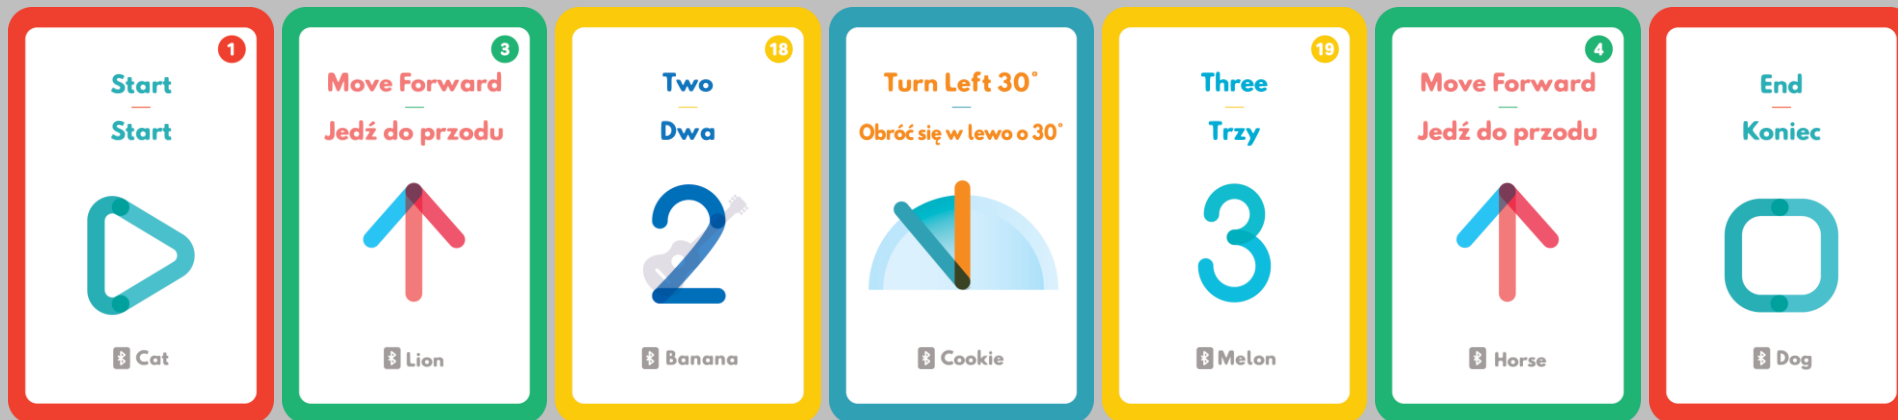 1
Start
Start
Cat
3
Move Forward
Jedź do przodu
Lion
18
Two
Dwa
2
Banana
Turn Left 30°
Obróć się w lewo o 30°
Cookie
19
Three
Trzy
3
Melon
4
Move Forward
Jedź do przodu
Horse
End
Koniec
Dog